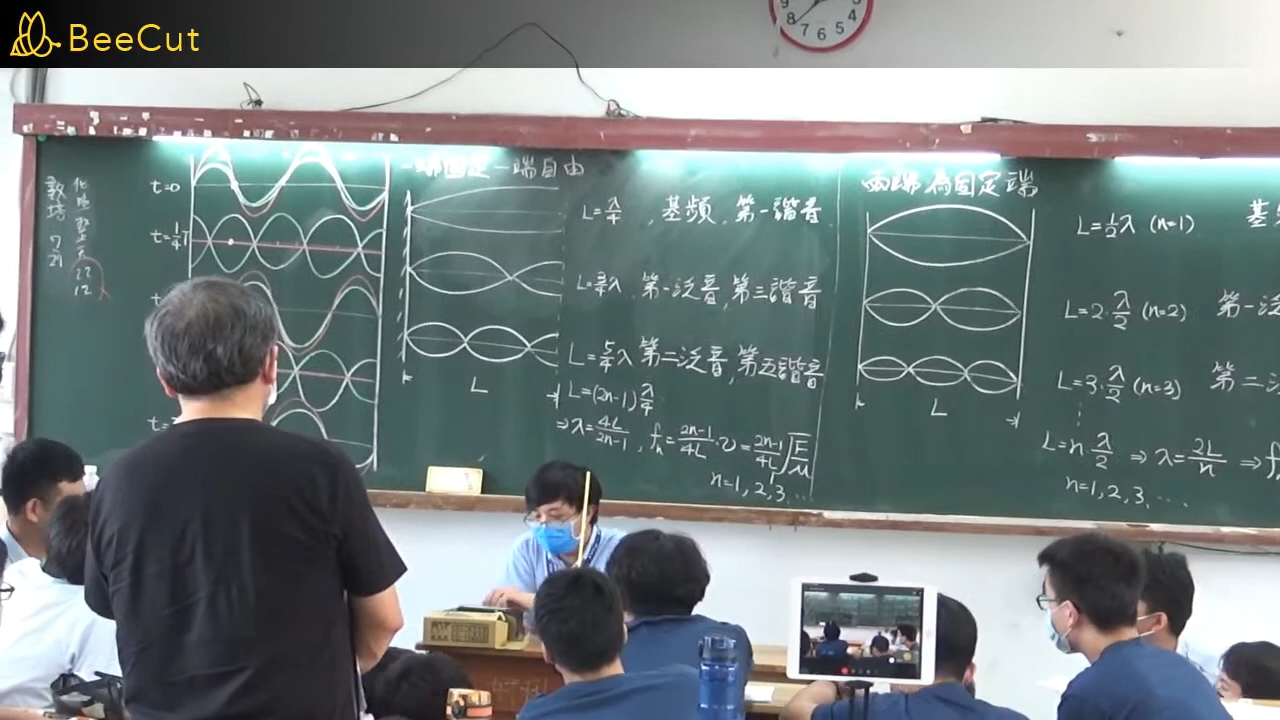 BeeCut
一端固定一端自由
t=0
L=λ/4 , 基頻, 第一諧音
t=1/4T
L=3/4λ 第一泛音, 第三諧音
L=5/4λ 第二泛音, 第五諧音
L=(2n-1)λ/4
⇒λ=4L/2n-1 , fn=2n-1/4L·v=2n-1/4L√F/μ
n=1,2,3,...
L
兩端為固定端
L=1/2λ (n=1)
L=2·λ/2 (n=2) 第一泛
L=3·λ/2 (n=3) 第二泛
L=n·λ/2 ⇒λ=2L/n ⇒f
n=1,2,3,....
L